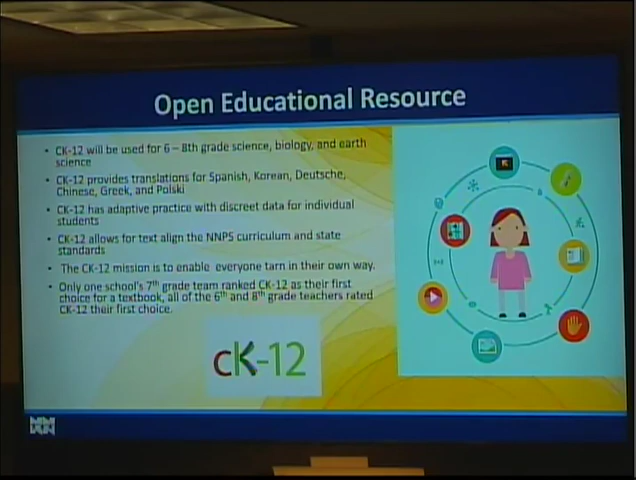 Open Educational Resource
• CK-12 will be used for 6 – 8th grade science, biology, and earth
science
• CK-12 provides translations for Spanish, Korean, Deutsche,
Chinese, Greek, and Polski
• CK-12 has adaptive practice with discreet data for individual
students
• CK-12 allows for text align the NNPS curriculum and state
standards
• The CK-12 mission is to enable everyone tarn in their own way.
• Only one school's 7th grade team ranked CK-12 as their first
choice for a textbook, all of the 6th and 8th grade teachers rated
CK-12 their first choice.
cK-12